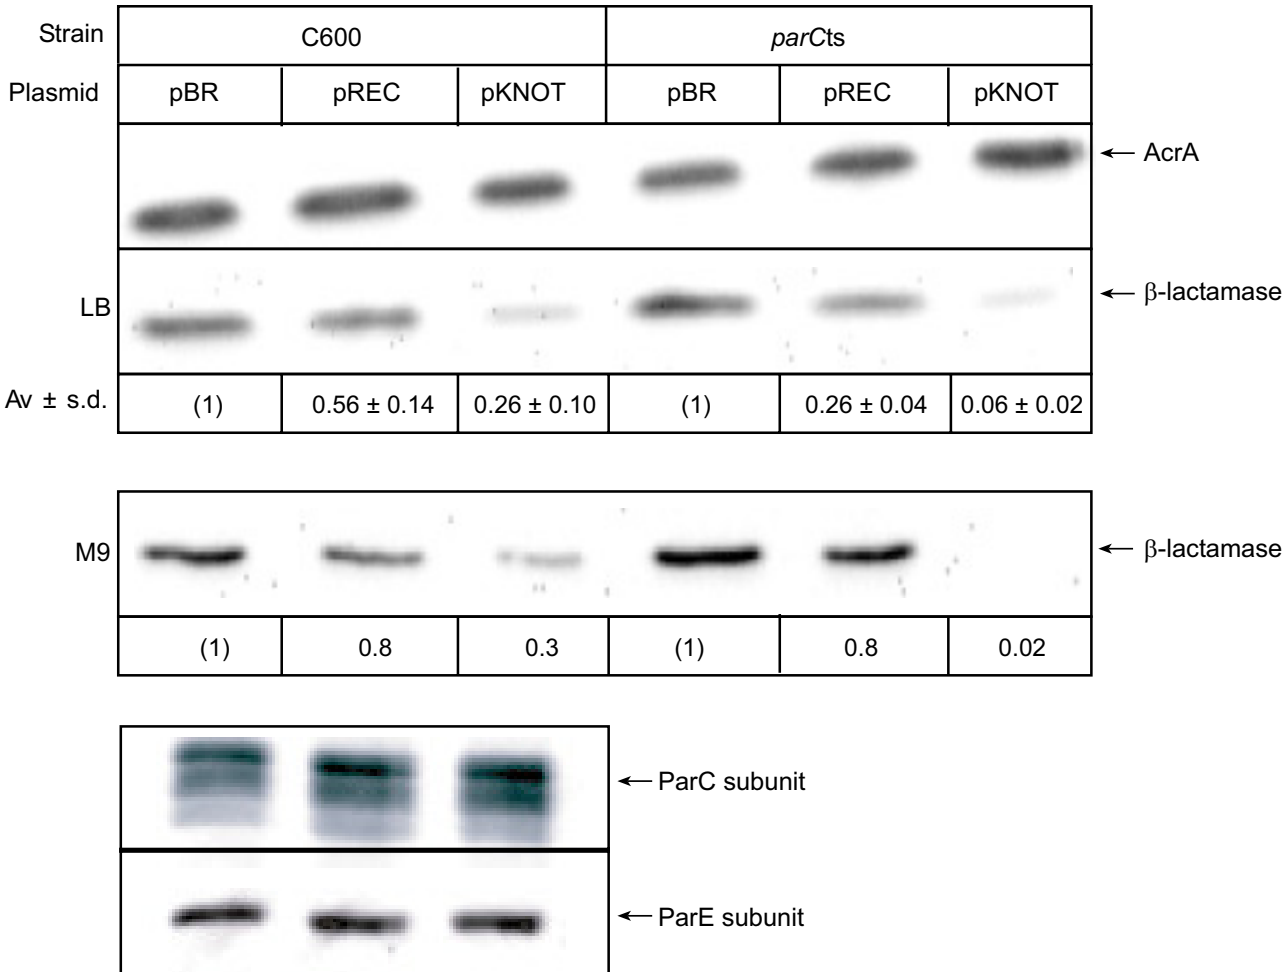 Strain C600 parCts
Plasmid pBR pREC pKNOT pBR pREC pKNOT
← AcrA
LB ← β-lactamase
Av ± s.d. (1) 0.56 ± 0.14 0.26 ± 0.10 (1) 0.26 ± 0.04 0.06 ± 0.02
M9 ← β-lactamase
(1) 0.8 0.3 (1) 0.8 0.02
← ParC subunit
← ParE subunit